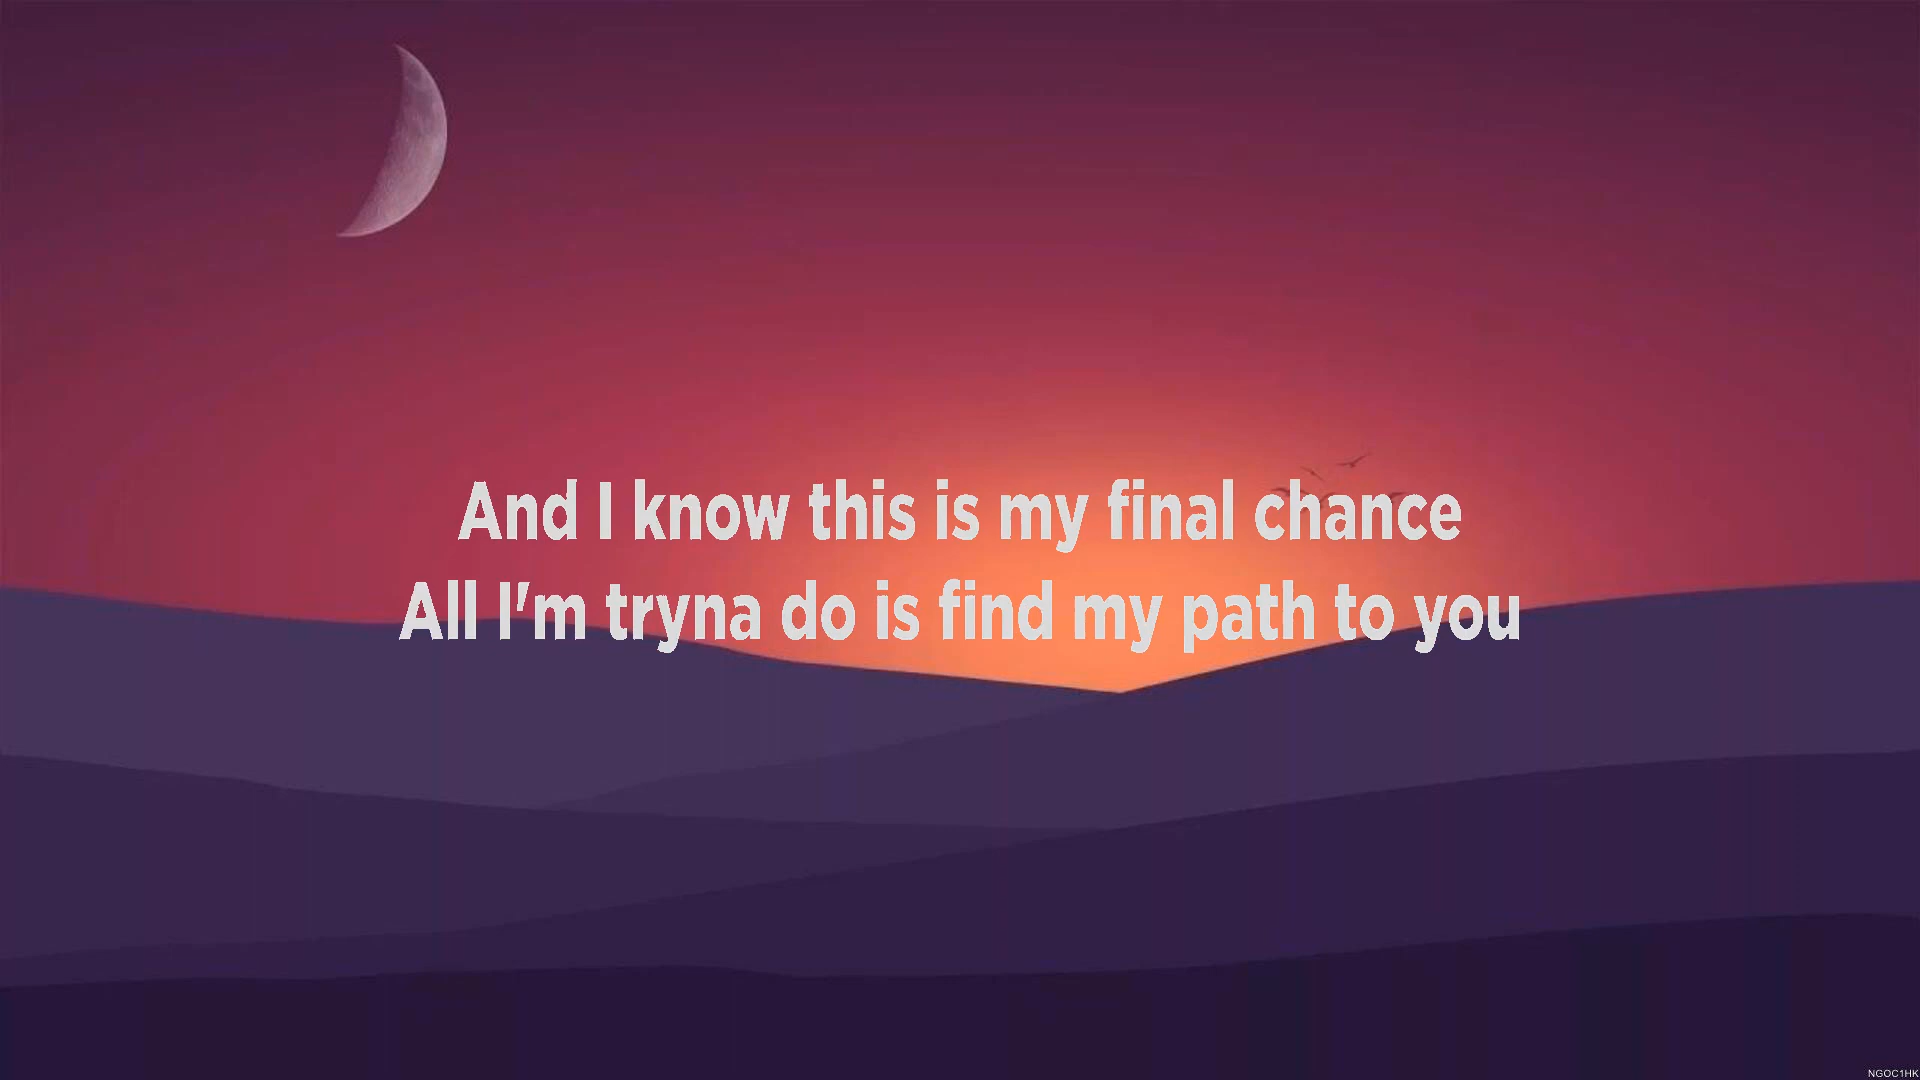 And I know this is my final chance
All I'm tryna do is find my path to you
NGOC1HK